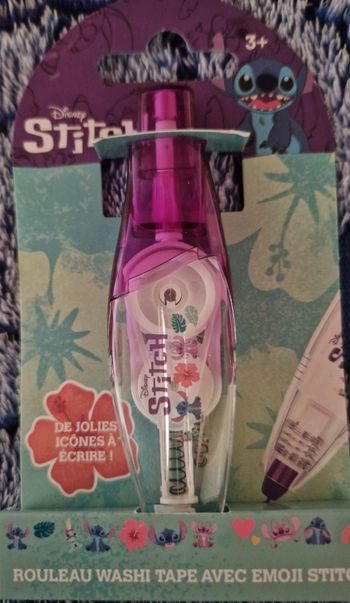 3+
Disney
Stitch
Disney
Stitch
DE JOLIES
ICÔNES À
ÉCRIRE !
ROULEAU WASHI TAPE AVEC EMOJI STITC